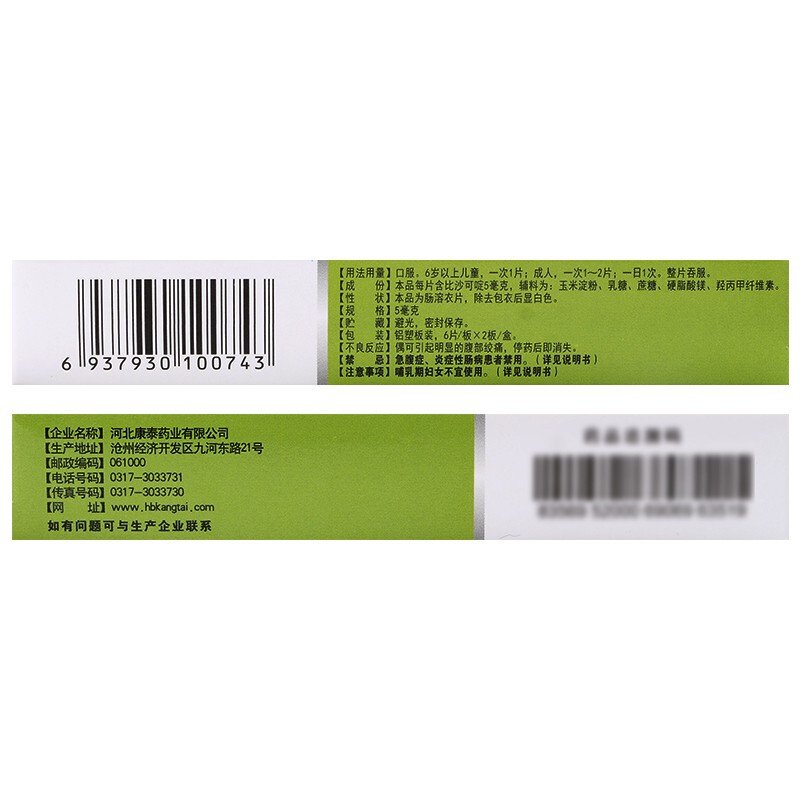 6 937930 100743
【用法用量】口服。6岁以上儿童，一次1片；成人，一次1～2片；一日1次。整片吞服。
【成　　份】本品每片含比沙可啶5毫克，辅料为：玉米淀粉、乳糖、蔗糖、硬脂酸镁、羟丙甲纤维素。
【性　　状】本品为肠溶衣片，除去包衣后显白色。
【规　　格】5毫克
【贮　　藏】避光，密封保存。
【包　　装】铝塑板装，6片/板×2板/盒。
【不良反应】偶可引起明显的腹部绞痛，停药后即消失。
【禁　　忌】急腹症、炎症性肠病患者禁用。（详见说明书）
【注意事项】哺乳期妇女不宜使用。（详见说明书）
【企业名称】河北康泰药业有限公司
【生产地址】沧州经济开发区九河东路21号
【邮政编码】061000
【电话号码】0317-3033731
【传真号码】0317-3033730
【网　　址】www.hbkangtai.com
如有问题可与生产企业联系